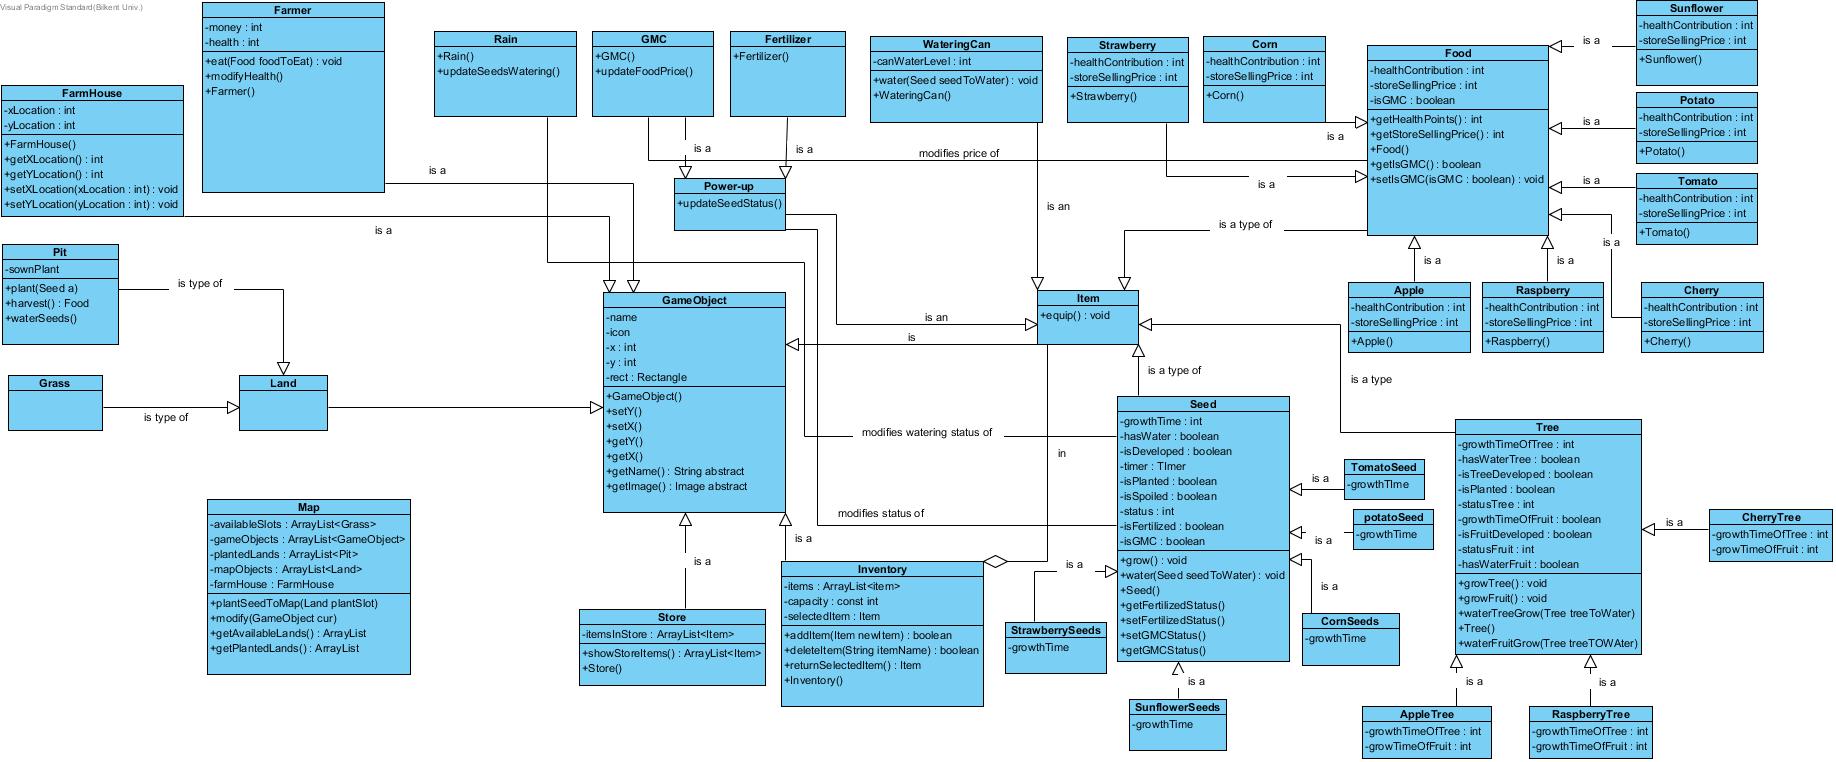 Visual Paradigm Standard(Bilkent Univ.)
Farmer
-money : int
-health : int
+eat(Food foodToEat) : void
+modifyHealth()
+Farmer()
Rain
+Rain()
+updateSeedsWatering()
GMC
+GMC()
+updateFoodPrice()
Fertilizer
+Fertilizer()
WateringCan
-canWaterLevel : int
+water(Seed seedToWater) : void
+WateringCan()
Strawberry
-healthContribution : int
-storeSellingPrice : int
+Strawberry()
Corn
-healthContribution : int
-storeSellingPrice : int
+Corn()
Food
-healthContribution : int
-storeSellingPrice : int
-isGMC : boolean
+getHealthPoints() : int
+getStoreSellingPrice() : int
+Food()
+getIsGMC() : boolean
+setIsGMC(isGMC : boolean) : void
is a
Sunflower
-healthContribution : int
-storeSellingPrice : int
+Sunflower()
FarmHouse
-xLocation : int
-yLocation : int
+FarmHouse()
+getXLocation() : int
+getYLocation() : int
+setXLocation(xLocation : int) : void
+setYLocation(yLocation : int) : void
is a
Potato
-healthContribution : int
-storeSellingPrice : int
+Potato()
is a
is a
is a
modifies price of
is a
is a
is a
Tomato
-healthContribution : int
-storeSellingPrice : int
+Tomato()
Power-up
+updateSeedStatus()
is an
is a
is a type of
is a
Pit
-sownPlant
+plant(Seed a)
+harvest() : Food
+waterSeeds()
is type of
is a
is a
Apple
-healthContribution : int
-storeSellingPrice : int
+Apple()
Raspberry
-healthContribution : int
-storeSellingPrice : int
+Raspberry()
Cherry
-healthContribution : int
-storeSellingPrice : int
+Cherry()
GameObject
-name
-icon
-x : int
-y : int
-rect : Rectangle
+GameObject()
+setY()
+setX()
+getY()
+getX()
+getName() : String abstract
+getImage() : Image abstract
Item
+equip() : void
is an
is
Grass
is type of
Land
is a type of
is a type
modifies watering status of
in
modifies status of
Seed
-growthTime : int
-hasWater : boolean
-isDeveloped : boolean
-timer : TImer
-isPlanted : boolean
-isSpoiled : boolean
-status : int
-isFertilized : boolean
-isGMC : boolean
+grow() : void
+water(Seed seedToWater) : void
+Seed()
+getFertilizedStatus()
+setFertilizedStatus()
+setGMCStatus()
+getGMCStatus()
is a
TomatoSeed
-growthTIme
is a
potatoSeed
-growthTime
Tree
-growthTimeOfTree : int
-hasWaterTree : boolean
-isTreeDeveloped : boolean
-isPlanted : boolean
-statusTree : int
-growthTimeOfFruit : boolean
-isFruitDeveloped : boolean
-statusFruit : int
-hasWaterFruit : boolean
+growTree() : void
+growFruit() : void
+waterTreeGrow(Tree treeToWater)
+Tree()
+waterFruitGrow(Tree treeTOWAter)
is a
CherryTree
-growthTimeOfTree : int
-growTimeOfFruit : int
Map
-availableSlots : ArrayList<Grass>
-gameObjects : ArrayList<GameObject>
-plantedLands : ArrayList<Pit>
-mapObjects : ArrayList<Land>
-farmHouse : FarmHouse
+plantSeedToMap(Land plantSlot)
+modify(GameObject cur)
+getAvailableLands() : ArrayList
+getPlantedLands() : ArrayList
is a
is a
Store
-itemsInStore : ArrayList<Item>
+showStoreItems() : ArrayList<Item>
+Store()
Inventory
-items : ArrayList<item>
-capacity : const int
-selectedItem : Item
+addItem(Item newItem) : boolean
+deleteItem(String itemName) : boolean
+returnSelectedItem() : Item
+Inventory()
is a
StrawberrySeeds
-growthTime
is a
CornSeeds
-growthTime
is a
SunflowerSeeds
-growthTime
is a
AppleTree
-growthTimeOfTree : int
-growTimeOfFruit : int
is a
RaspberryTree
-growthTimeOfTree : int
-growthTimeOfFruit : int